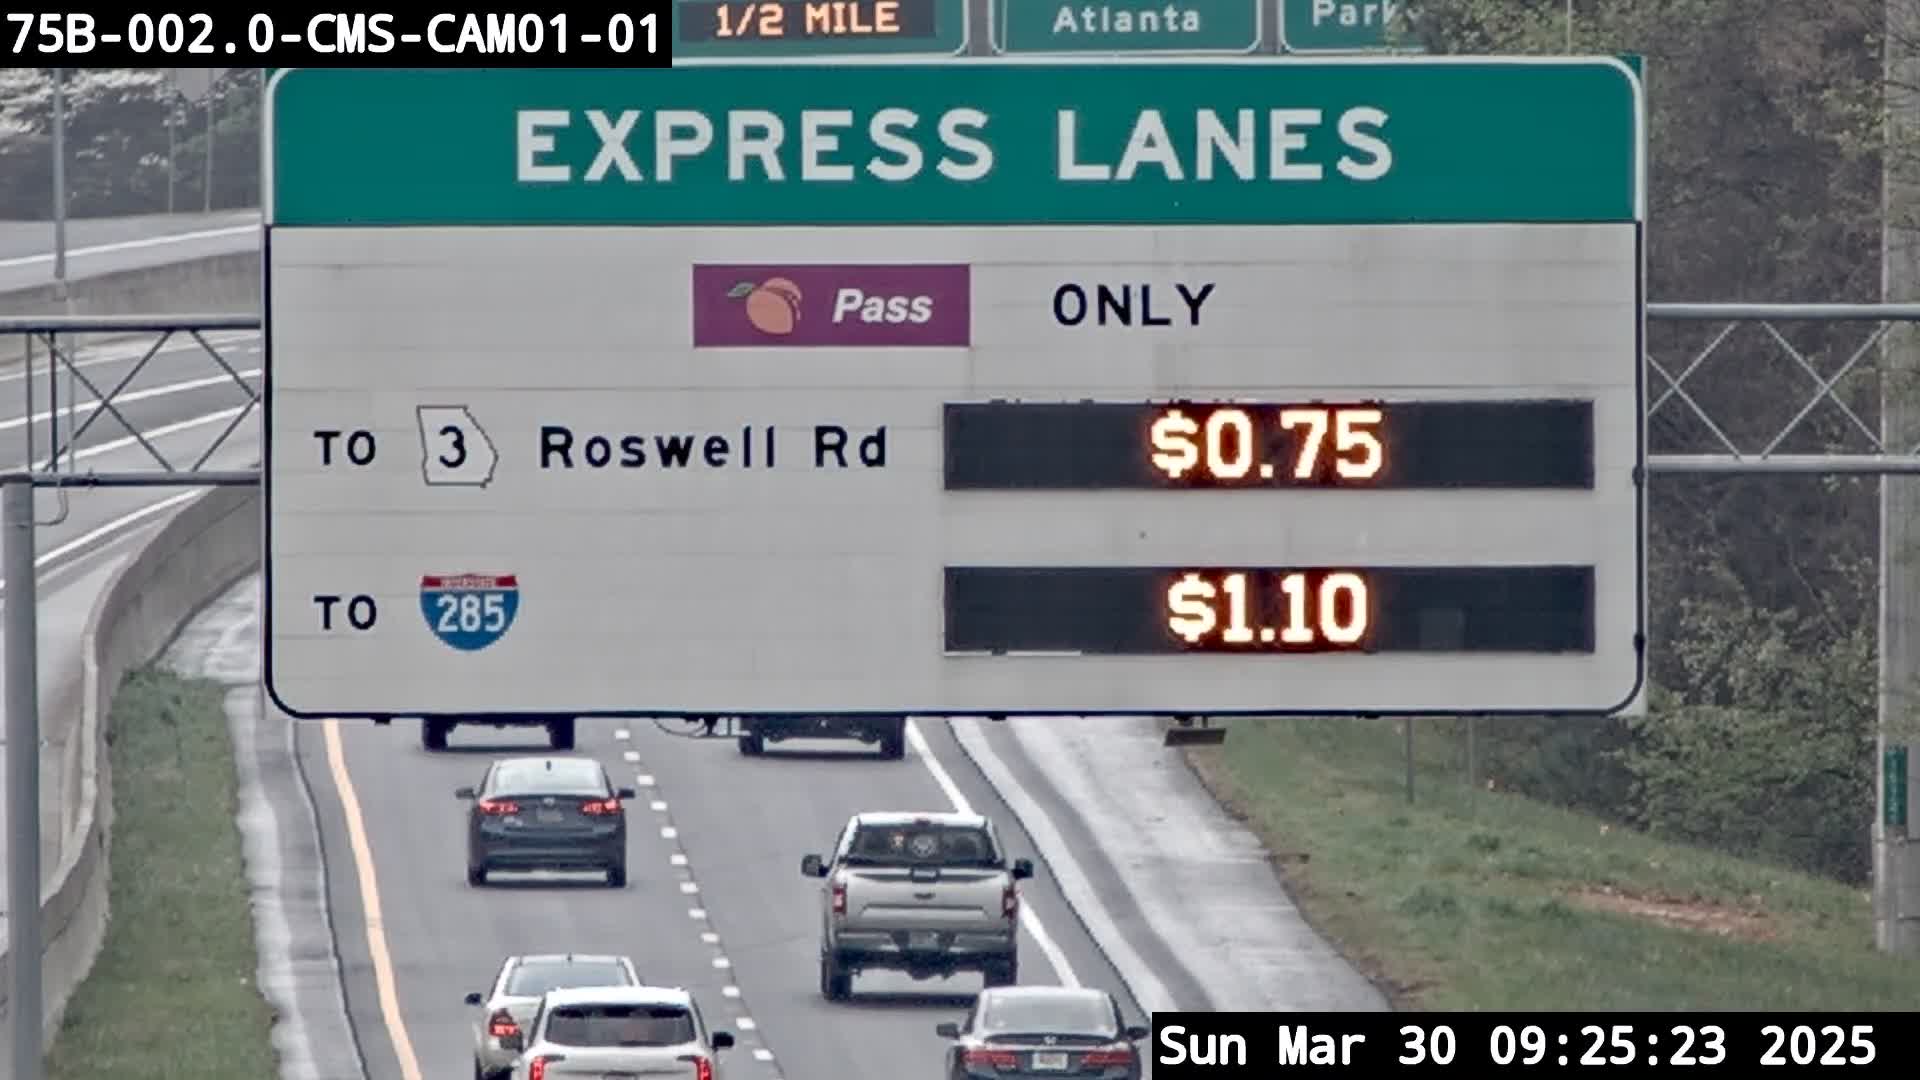 75B-002.0-CMS-CAM01-01
1/2 MILE
Atlanta
Park
EXPRESS LANES
Pass ONLY
TO 3 Roswell Rd $0.75
TO 285 $1.10
Sun Mar 30 09:25:23 2025